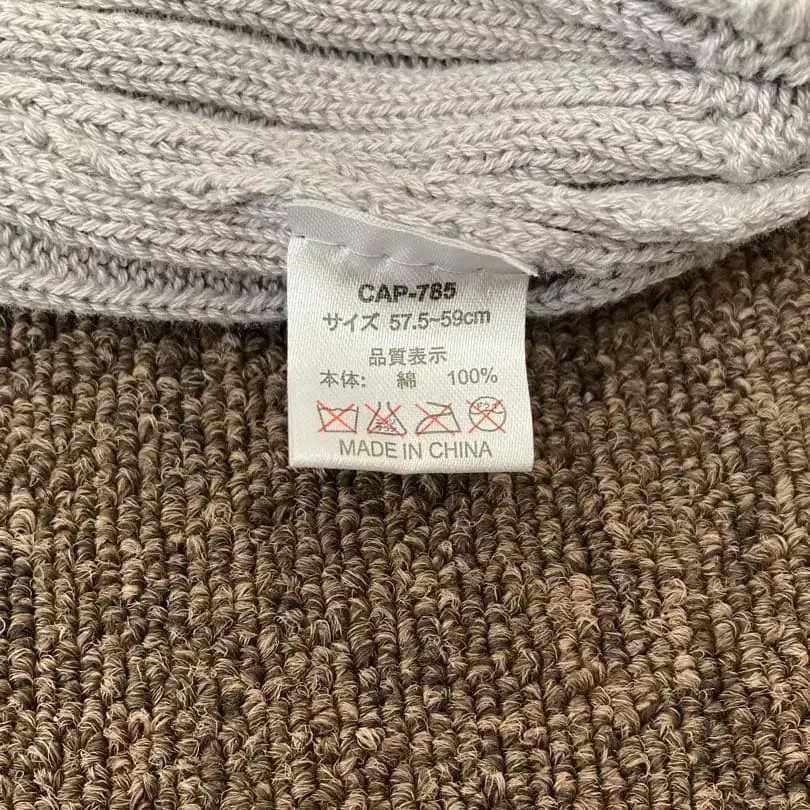 CAP-785
サイズ 57.5~59cm
品質表示
本体: 綿 100%
MADE IN CHINA